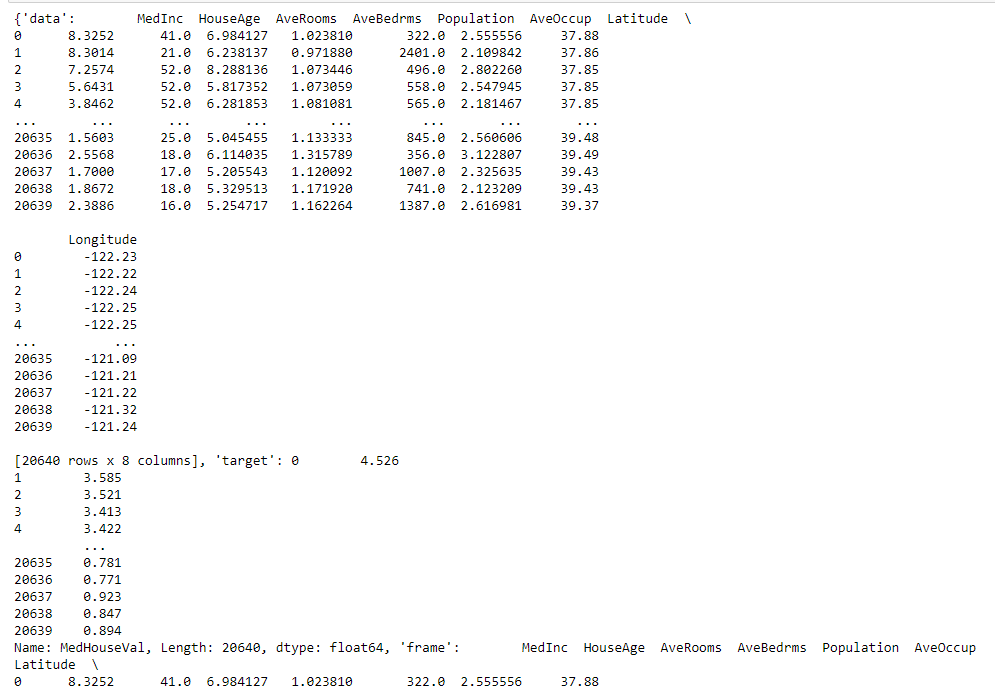 {'data':        MedInc  HouseAge  AveRooms  AveBedrms  Population  AveOccup  Latitude  \
0      8.3252      41.0  6.984127   1.023810       322.0  2.555556     37.88
1      8.3014      21.0  6.238137   0.971880      2401.0  2.109842     37.86
2      7.2574      52.0  8.288136   1.073446       496.0  2.802260     37.85
3      5.6431      52.0  5.817352   1.073059       558.0  2.547945     37.85
4      3.8462      52.0  6.281853   1.081081       565.0  2.181467     37.85
...       ...       ...       ...        ...         ...       ...       ...
20635  1.5603      25.0  5.045455   1.133333       845.0  2.560606     39.48
20636  2.5568      18.0  6.114035   1.315789       356.0  3.122807     39.49
20637  1.7000      17.0  5.205543   1.120092      1007.0  2.325635     39.43
20638  1.8672      18.0  5.329513   1.171920       741.0  2.123209     39.43
20639  2.3886      16.0  5.254717   1.162264      1387.0  2.616981     39.37
Longitude
0        -122.23
1        -122.22
2        -122.24
3        -122.25
4        -122.25
...          ...
20635    -121.09
20636    -121.21
20637    -121.22
20638    -121.32
20639    -121.24
[20640 rows x 8 columns], 'target': 0        4.526
1        3.585
2        3.521
3        3.413
4        3.422
...
20635    0.781
20636    0.771
20637    0.923
20638    0.847
20639    0.894
Name: MedHouseVal, Length: 20640, dtype: float64, 'frame':        MedInc  HouseAge  AveRooms  AveBedrms  Population  AveOccup
Latitude  \
0      8.3252      41.0  6.984127   1.023810       322.0  2.555556     37.88